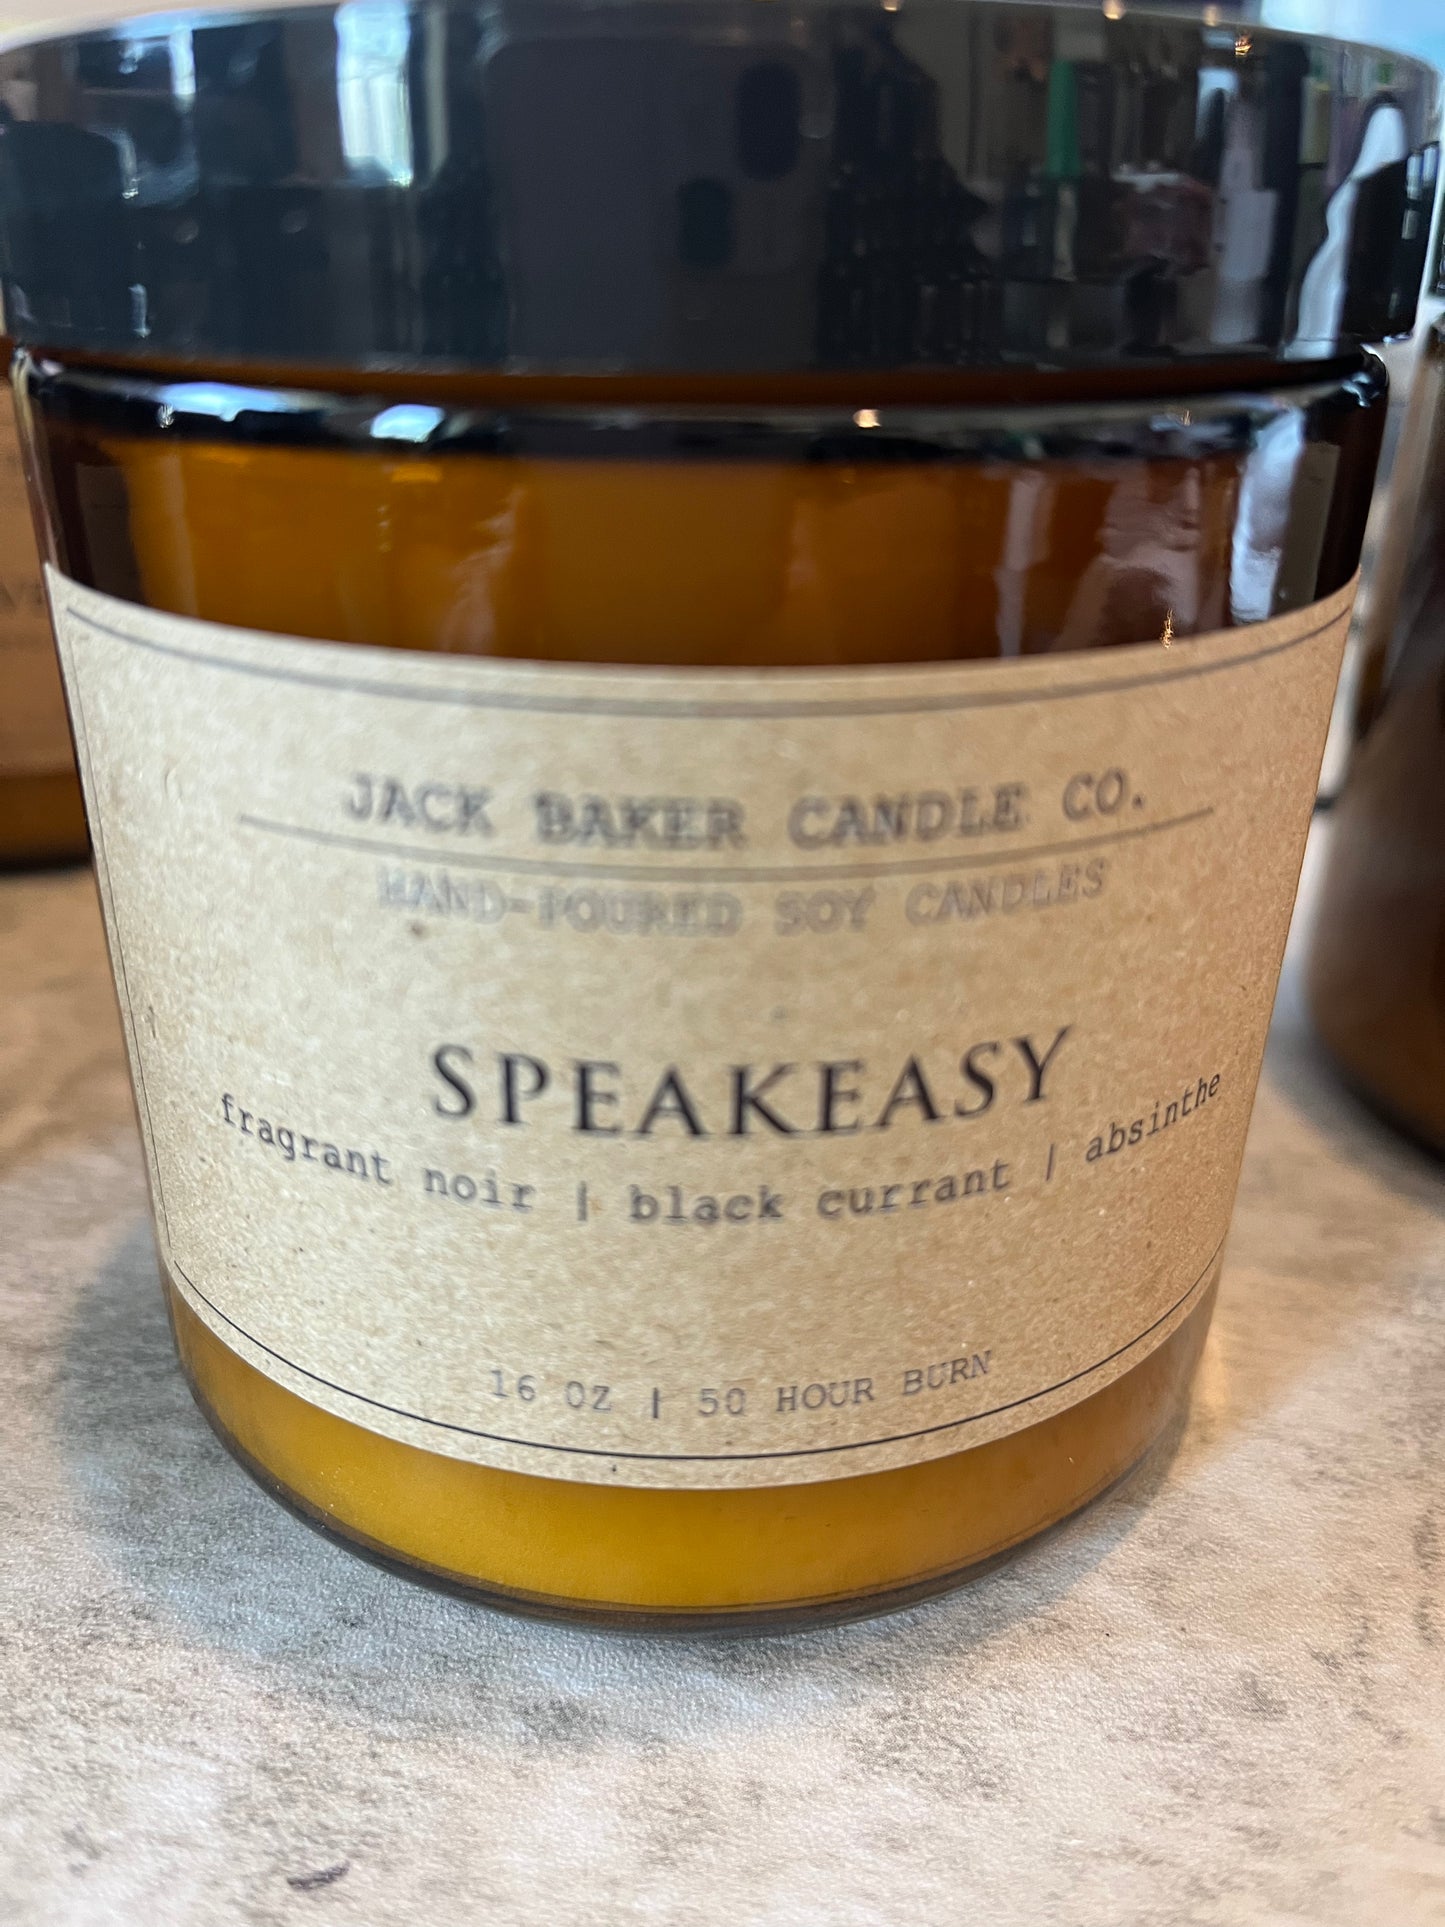 JACK BAKER CANDLE CO.
HAND-POURED SOY CANDLES
SPEAKEASY
fragrant noir | black currant | absinthe
16 OZ | 50 HOUR BURN